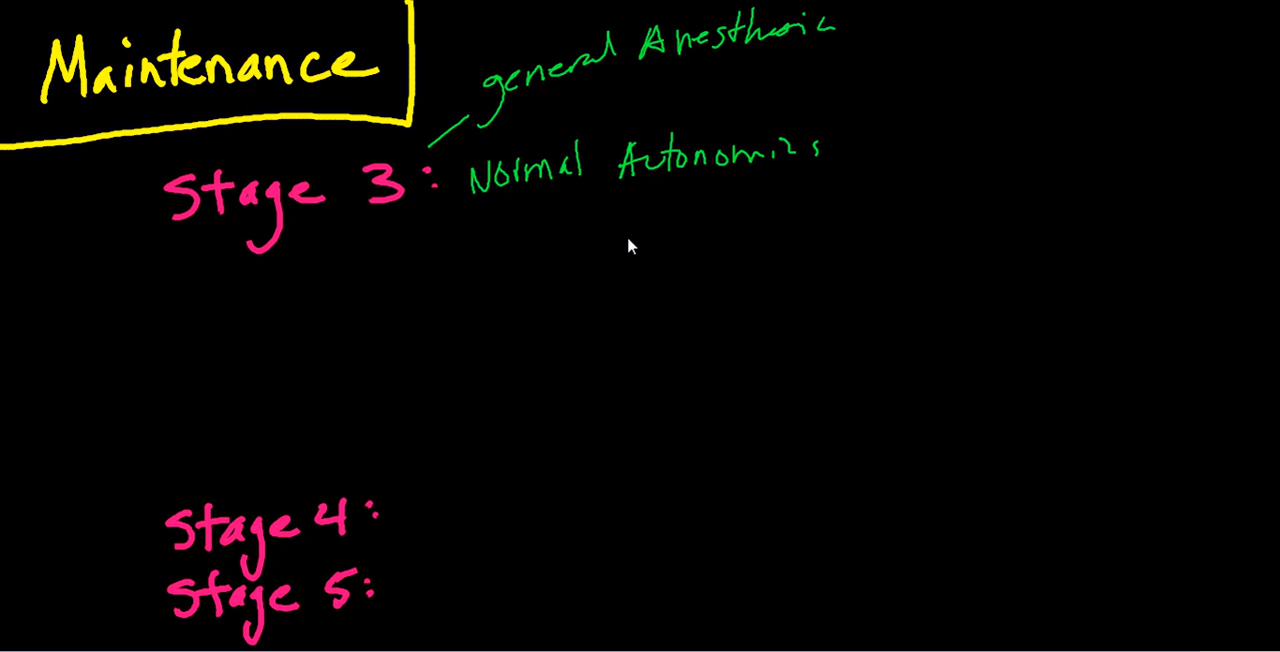 Maintenance
general Anesthesia
Stage 3: Normal Autonomics
Stage 4:
Stage 5: